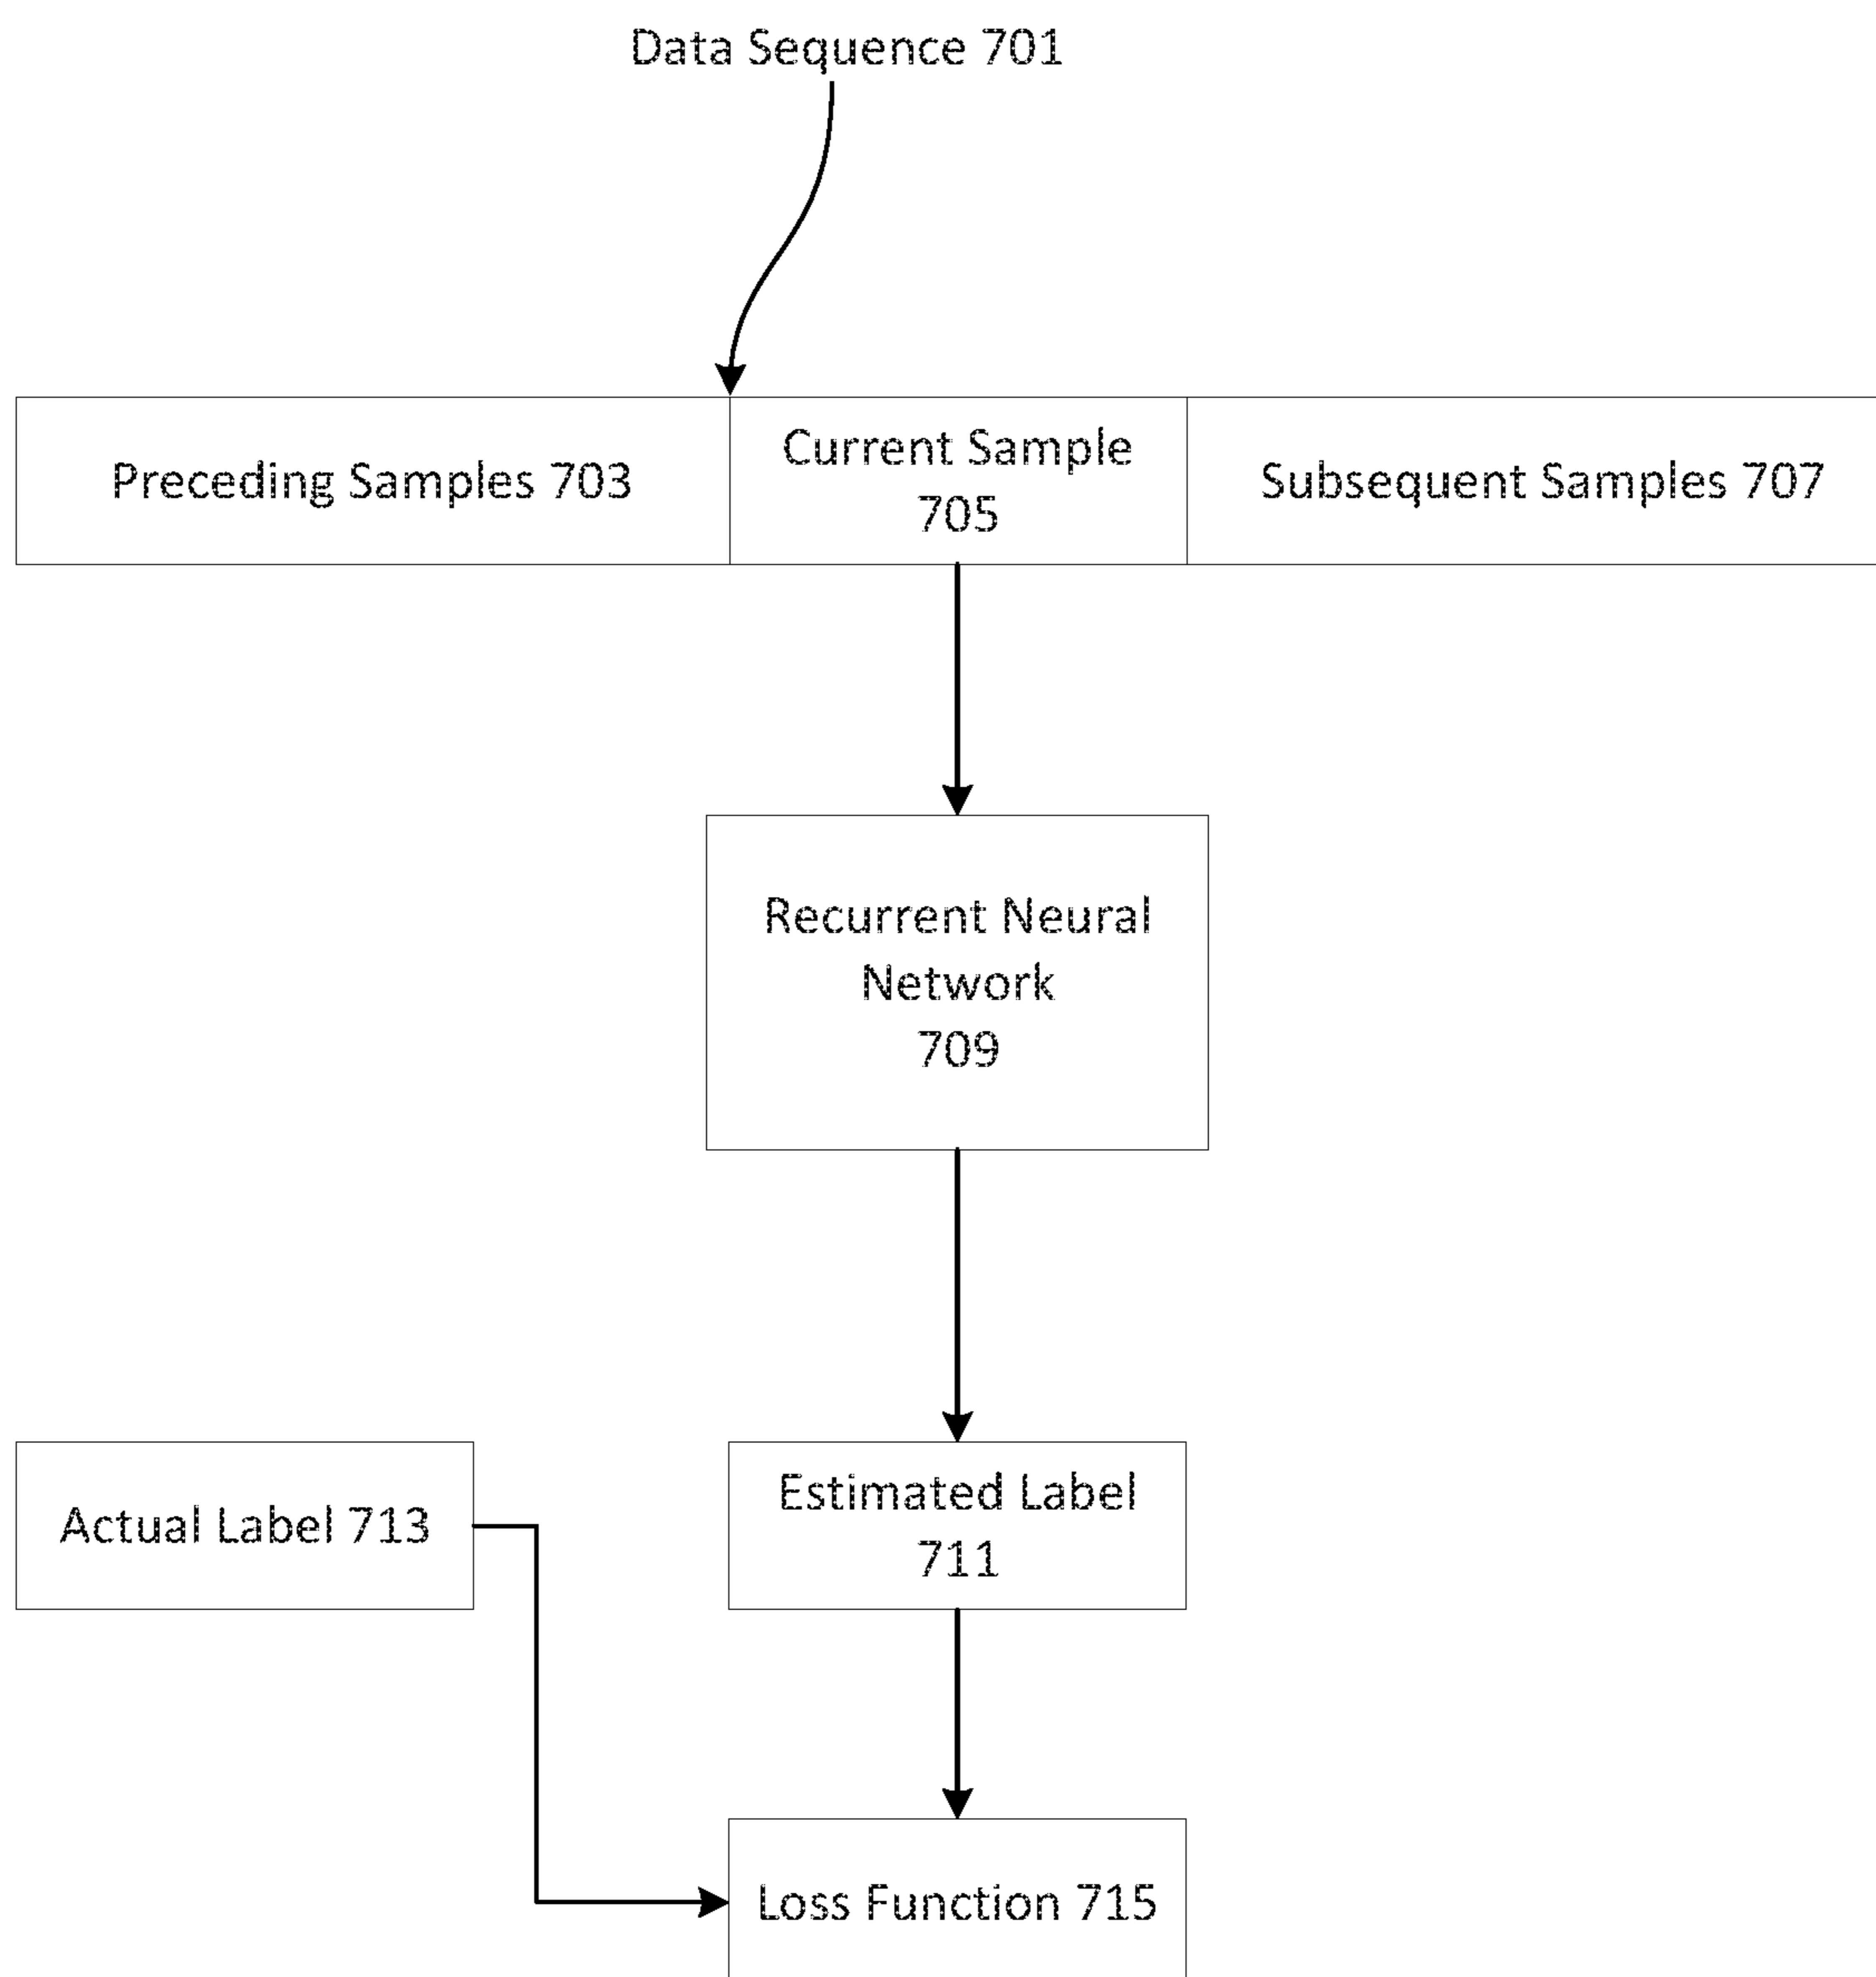 Data Sequence 701
Preceding Samples 703
Current Sample
705
Subsequent Samples 707
Recurrent Neural
Network
709
Actual Label 713
Estimated Label
711
Loss Function 715